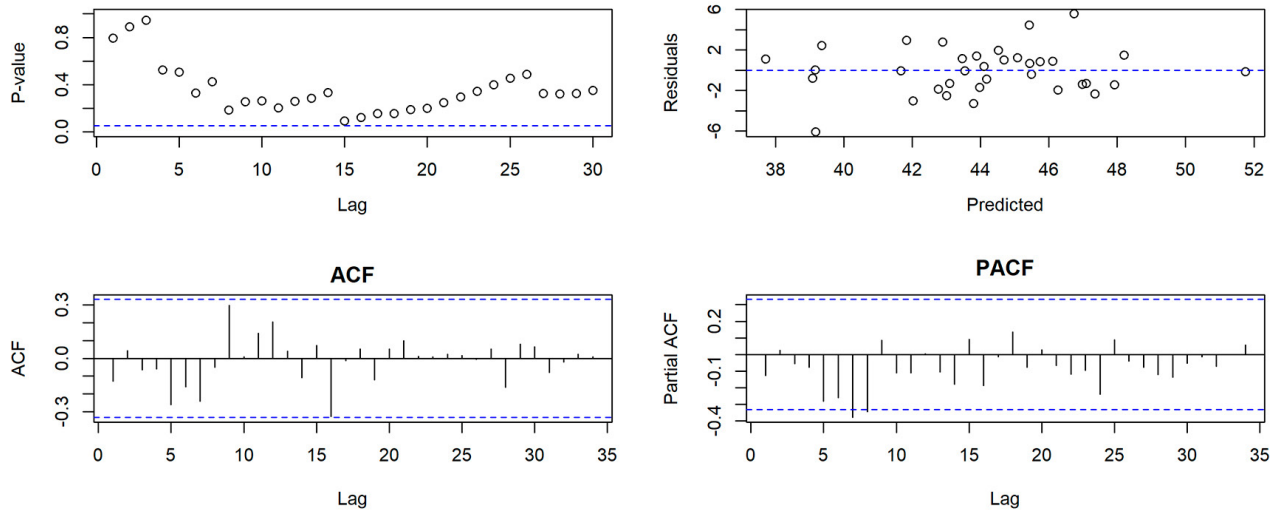 P-value
0.0 0.4 0.8
0 5 10 15 20 25 30
Lag
Residuals
-6 -2 2 6
38 40 42 44 46 48 50 52
Predicted
ACF
ACF
-0.3 0.0 0.3
0 5 10 15 20 25 30 35
Lag
PACF
Partial ACF
-0.4 -0.1 0.2
0 5 10 15 20 25 30 35
Lag